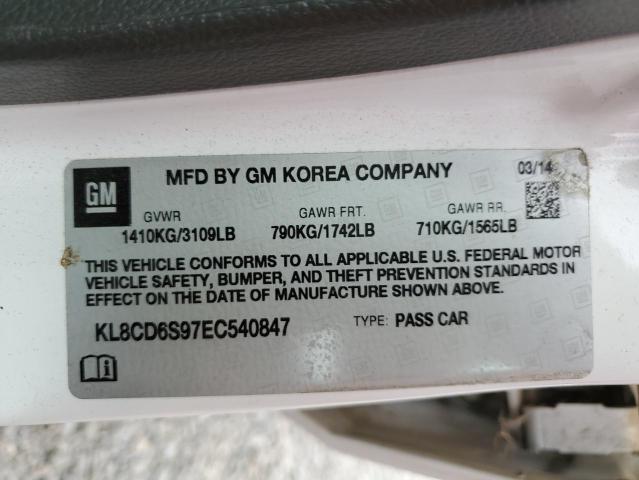 GM
MFD BY GM KOREA COMPANY
03/14
GVWR GAWR FRT. GAWR RR.
1410KG/3109LB 790KG/1742LB 710KG/1565LB
THIS VEHICLE CONFORMS TO ALL APPLICABLE U.S. FEDERAL MOTOR
VEHICLE SAFETY, BUMPER, AND THEFT PREVENTION STANDARDS IN
EFFECT ON THE DATE OF MANUFACTURE SHOWN ABOVE.
KL8CD6S97EC540847 TYPE: PASS CAR